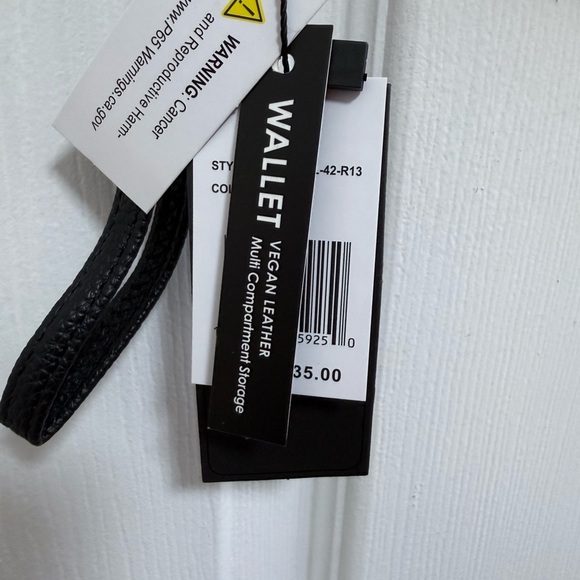 WARNING: Cancer
and Reproductive Harm-
www.P65Warnings.ca.gov
WALLET
VEGAN LEATHER
Multi Compartment Storage
STY
L-42-R13
COL
5925 0
35.00